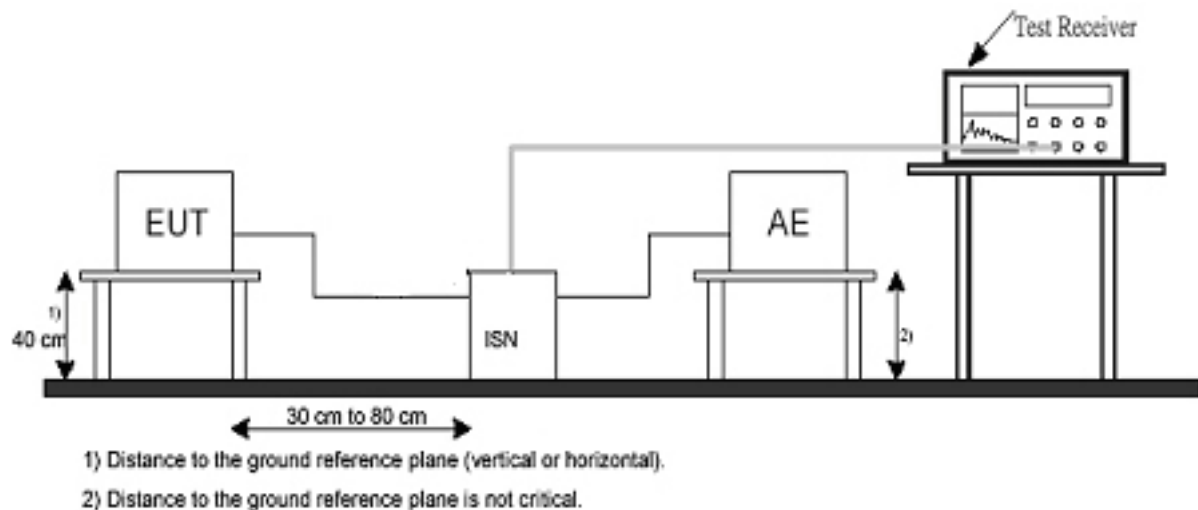 Test Receiver
EUT
AE
1)
40 cm
ISN
2)
30 cm to 80 cm
1) Distance to the ground reference plane (vertical or horizontal).
2) Distance to the ground reference plane is not critical.